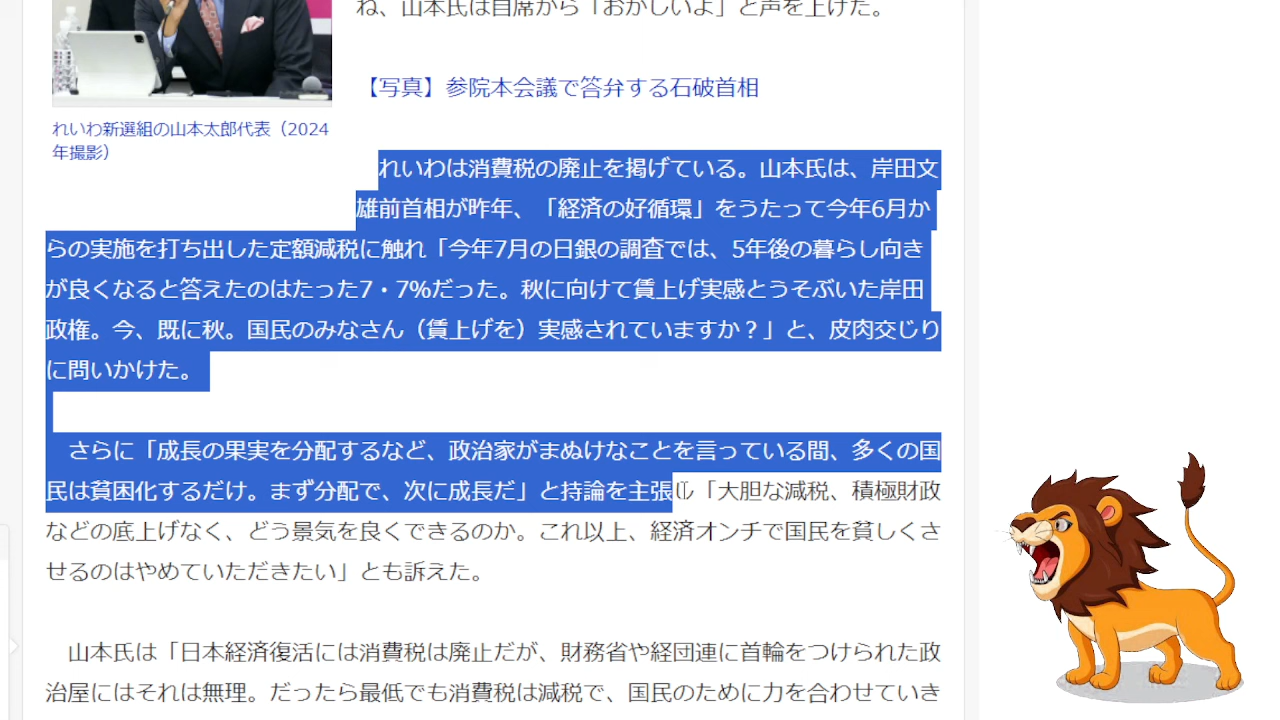 ね、山本氏は自席から「おかしいよ」と声を上げた。
【写真】参院本会議で答弁する石破首相
れいわ新選組の山本太郎代表（2024
年撮影）
れいわは消費税の廃止を掲げている。山本氏は、岸田文
雄前首相が昨年、「経済の好循環」をうたって今年6月か
らの実施を打ち出した定額減税に触れ「今年7月の日銀の調査では、5年後の暮らし向き
が良くなると答えたのはたった7・7%だった。秋に向けて賃上げ実感とうそぶいた岸田
政権。今、既に秋。国民のみなさん（賃上げを）実感されていますか？」と、皮肉交じり
に問いかけた。
さらに「成長の果実を分配するなど、政治家がまぬけなことを言っている間、多くの国
民は貧困化するだけ。まず分配で、次に成長だ」と持論を主張し「大胆な減税、積極財政
などの底上げなく、どう景気を良くできるのか。これ以上、経済オンチで国民を貧しくさ
せるのはやめていただきたい」とも訴えた。
山本氏は「日本経済復活には消費税は廃止だが、財務省や経団連に首輪をつけられた政
治屋にはそれは無理。だったら最低でも消費税は減税で、国民のために力を合わせていき